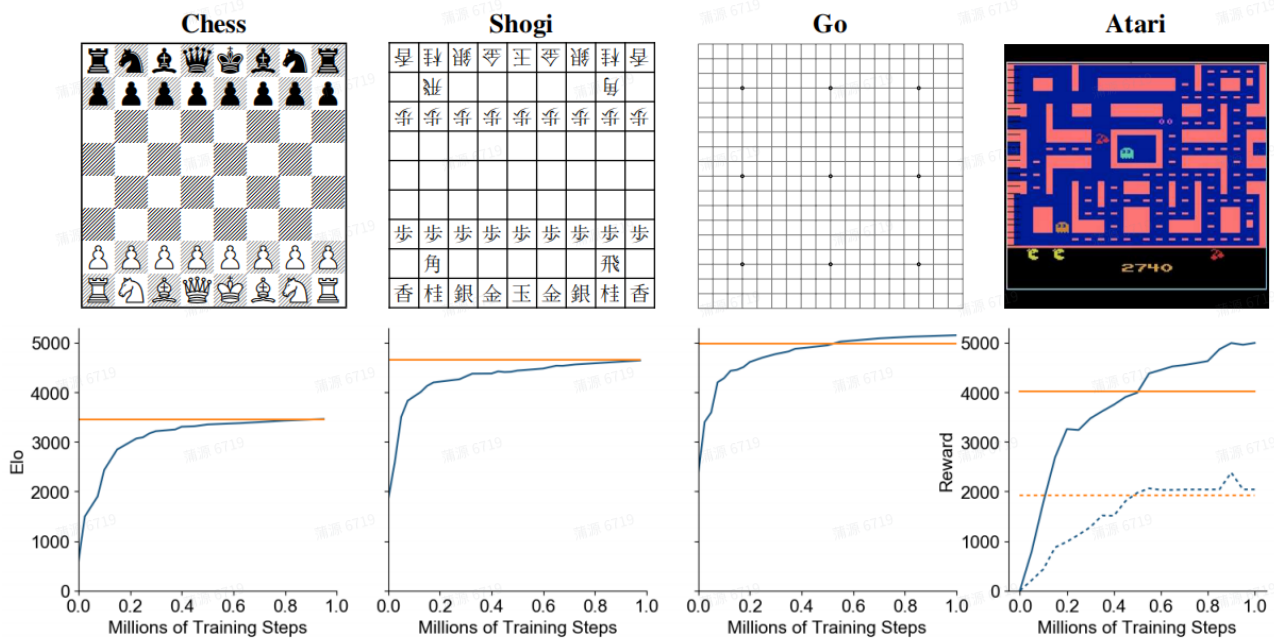 Chess
Shogi
Go
Atari
香 桂 銀 金 王 金 銀 桂 香
飛 角
歩 歩 歩 歩 歩 歩 歩 歩 歩
歩 歩 歩 歩 歩 歩 歩 歩 歩
角 飛
香 桂 銀 金 玉 金 銀 桂 香
2740
Elo
5000
4000
3000
2000
1000
0
0.0 0.2 0.4 0.6 0.8 1.0
Millions of Training Steps
0.0 0.2 0.4 0.6 0.8 1.0
Millions of Training Steps
0.0 0.2 0.4 0.6 0.8 1.0
Millions of Training Steps
Reward
5000
4000
3000
2000
1000
0
0.0 0.2 0.4 0.6 0.8 1.0
Millions of Training Steps
蒲源 6719